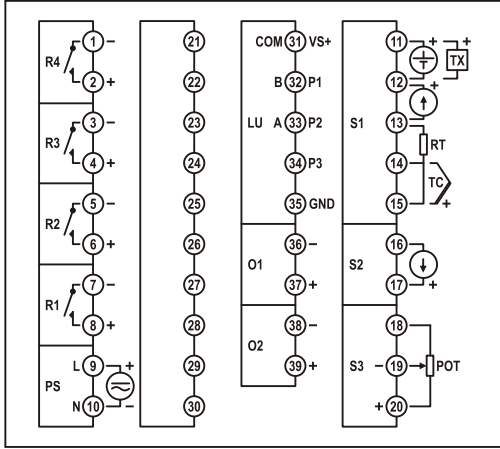 R4 1 −
2 +
R3 3 −
4 +
R2 5 −
6 +
R1 7 −
8 +
PS L 9 +
N 10 −
21
22
23
24
25
26
27
28
29
30
COM 31 VS+
B 32 P1
LU A 33 P2
34 P3
35 GND
O1 36 −
37 +
O2 38 −
39 +
11 + + TX
12 +
S1 13 +
RT
14
TC
15 +
S2 16
17 +
18
S3 − 19 POT
+ 20